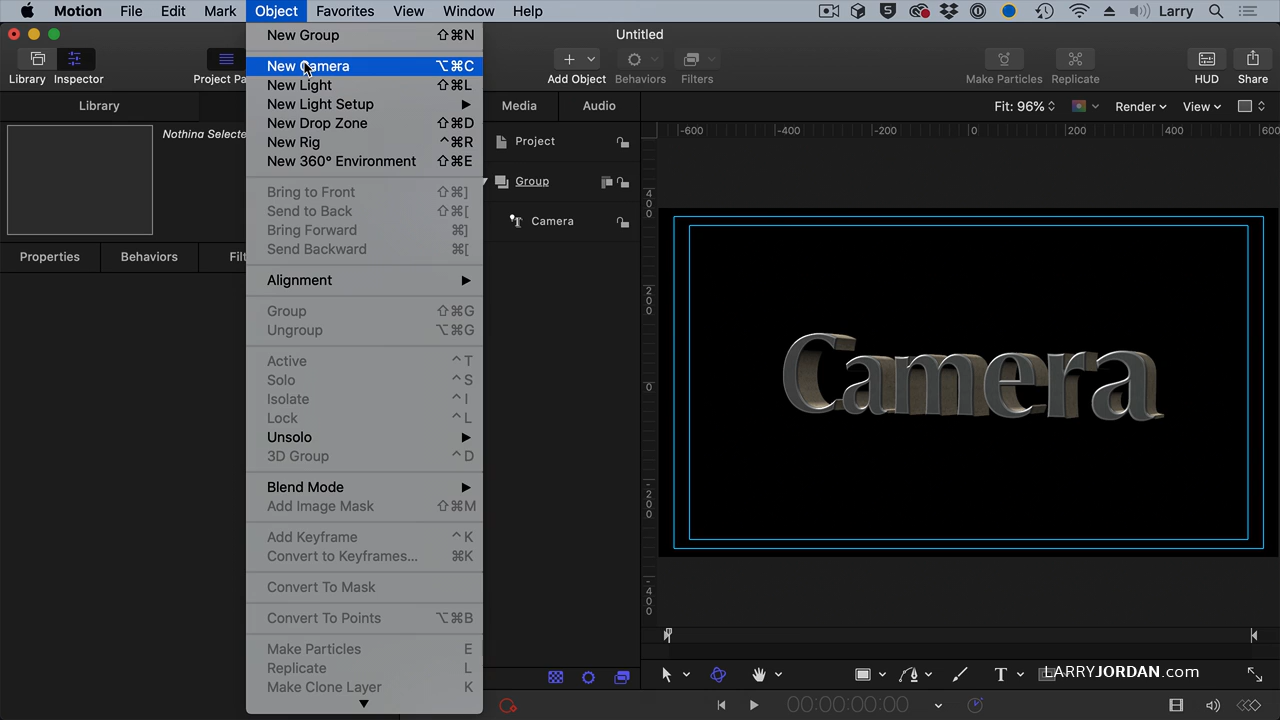 Motion File Edit Mark Object Favorites View Window Help Larry
Untitled
Library Inspector Project Pa Add Object Behaviors Filters Make Particles Replicate HUD Share
Library Media Audio Fit: 96% Render View
Nothing Selecte
Properties Behaviors Filt
New Group ⇧⌘N
New Camera ⌥⌘C
New Light ⇧⌘L
New Light Setup
New Drop Zone ⇧⌘D
New Rig ^⌘R
New 360° Environment ⇧⌘E
Bring to Front ⇧⌘]
Send to Back ⇧⌘[
Bring Forward ⌘]
Send Backward ⌘[
Alignment
Group ⇧⌘G
Ungroup ⌥⌘G
Active ^T
Solo ^S
Isolate ^I
Lock ^L
Unsolo
3D Group ^D
Blend Mode
Add Image Mask ⇧⌘M
Add Keyframe ^K
Convert to Keyframes... ⌘K
Convert To Mask
Convert To Points ⌥⌘B
Make Particles E
Replicate L
Make Clone Layer K
Project
Group
Camera
-600 -400 -200 0 200 400 600
400
200
0
-200
-400
Camera
T
LARRYJORDAN.com
00:00:00:00